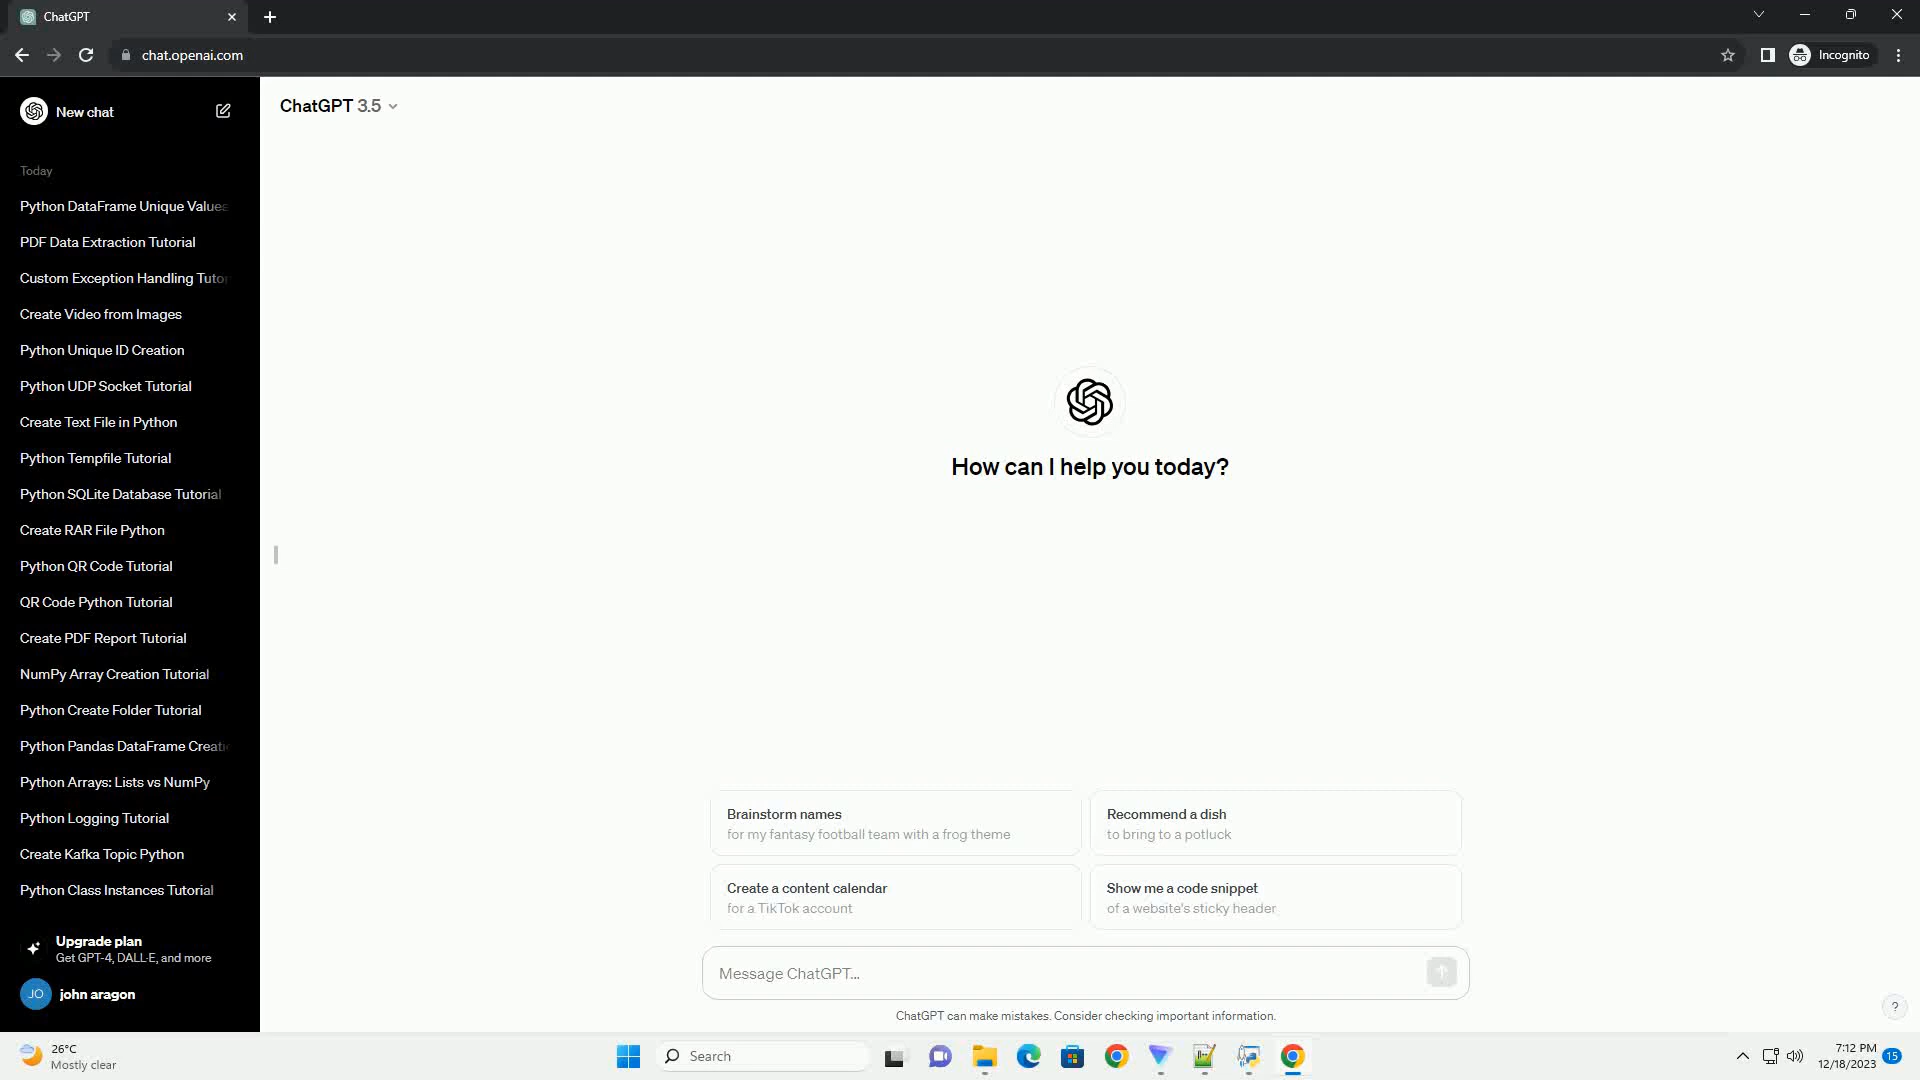 ChatGPT
chat.openai.com
Incognito
New chat
ChatGPT 3.5
Today
Python DataFrame Unique Values
PDF Data Extraction Tutorial
Custom Exception Handling Tutor
Create Video from Images
Python Unique ID Creation
Python UDP Socket Tutorial
Create Text File in Python
Python Tempfile Tutorial
Python SQLite Database Tutorial
Create RAR File Python
Python QR Code Tutorial
QR Code Python Tutorial
Create PDF Report Tutorial
NumPy Array Creation Tutorial
Python Create Folder Tutorial
Python Pandas DataFrame Creati
Python Arrays: Lists vs NumPy
Python Logging Tutorial
Create Kafka Topic Python
Python Class Instances Tutorial
Upgrade plan
Get GPT-4, DALL·E, and more
JO john aragon
How can I help you today?
Brainstorm names
for my fantasy football team with a frog theme
Recommend a dish
to bring to a potluck
Create a content calendar
for a TikTok account
Show me a code snippet
of a website's sticky header
Message ChatGPT...
ChatGPT can make mistakes. Consider checking important information.
?
26°C
Mostly clear
Search
7:12 PM
12/18/2023
15